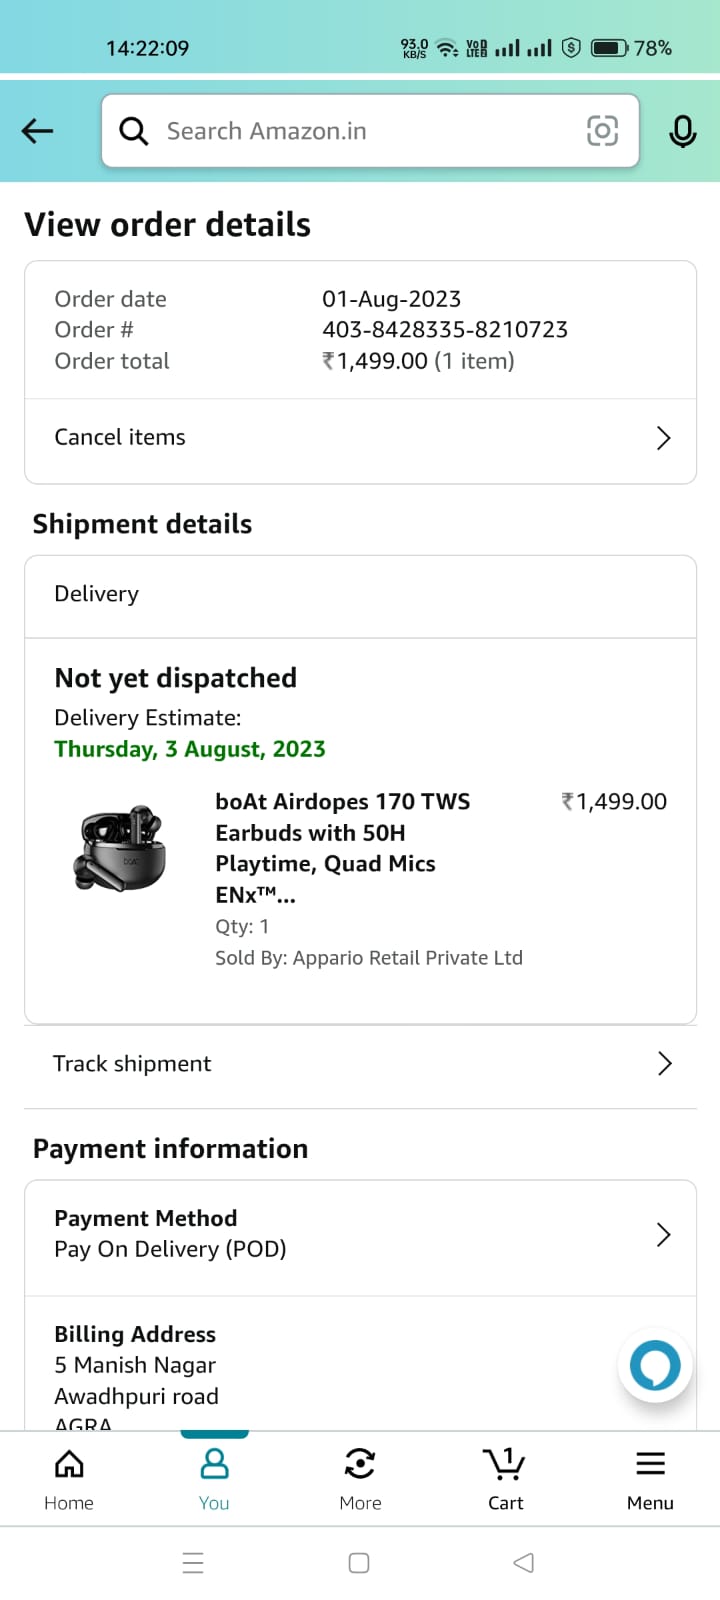 14:22:09
93.0 KB/S
VoD LTE
78%
Search Amazon.in
View order details
Order date 01-Aug-2023
Order # 403-8428335-8210723
Order total ₹1,499.00 (1 item)
Cancel items
Shipment details
Delivery
Not yet dispatched
Delivery Estimate:
Thursday, 3 August, 2023
boAt Airdopes 170 TWS ₹1,499.00
Earbuds with 50H
Playtime, Quad Mics
ENx™...
Qty: 1
Sold By: Appario Retail Private Ltd
Track shipment
Payment information
Payment Method
Pay On Delivery (POD)
Billing Address
5 Manish Nagar
Awadhpuri road
AGRA
1
Home You More Cart Menu